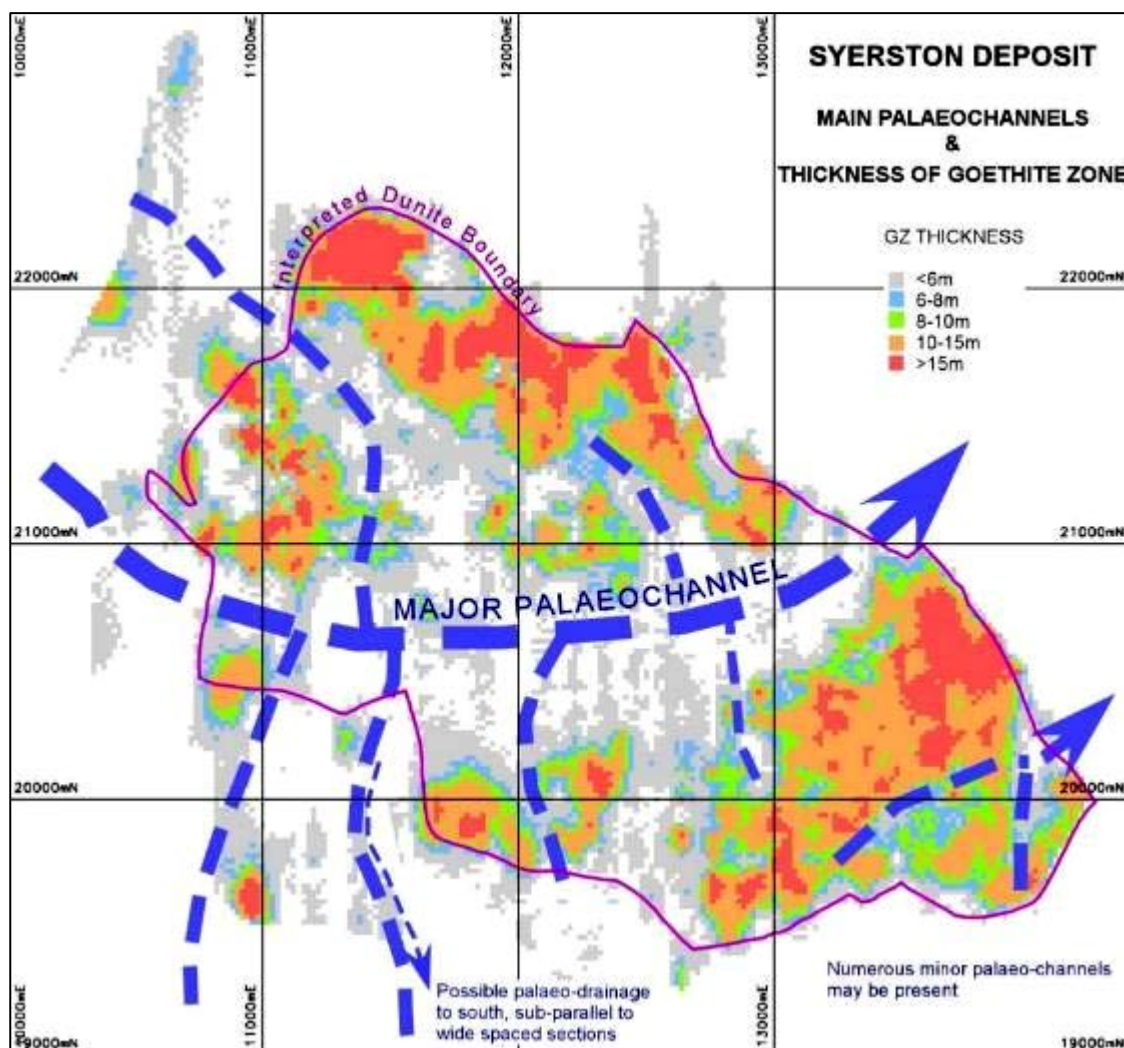 SYERSTON DEPOSIT
MAIN PALAEOCHANNELS
&
THICKNESS OF GOETHITE ZONE
GZ THICKNESS
<6m
6-8m
8-10m
10-15m
>15m
10000mE
11000mE
12000mE
13000mE
Interpreted Dunite Boundary
22000mN
22000mN
21000mN
21000mN
MAJOR PALAEOCHANNEL
20000mN
20000mN
Possible palaeo-drainage
to south, sub-parallel to
wide spaced sections
Numerous minor palaeo-channels
may be present
10000mE
11000mE
13000mE
19000mN
19000mN